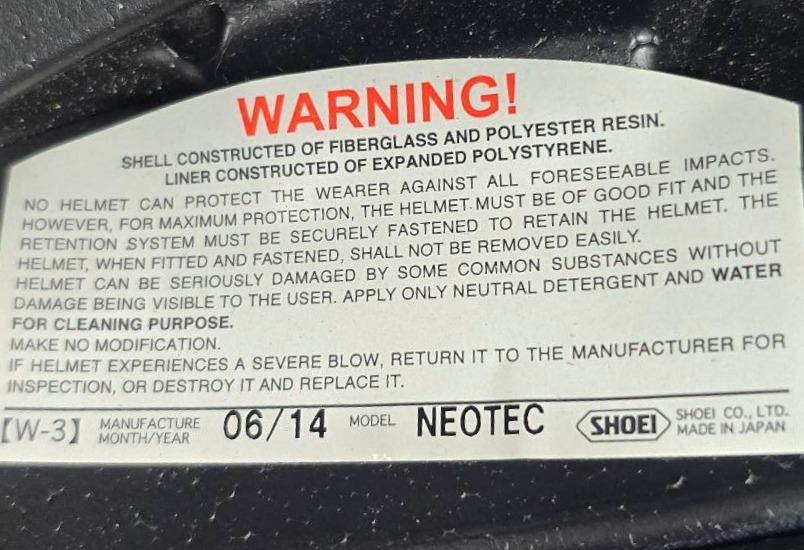 WARNING!
SHELL CONSTRUCTED OF FIBERGLASS AND POLYESTER RESIN.
LINER CONSTRUCTED OF EXPANDED POLYSTYRENE.
NO HELMET CAN PROTECT THE WEARER AGAINST ALL FORESEEABLE IMPACTS.
HOWEVER, FOR MAXIMUM PROTECTION, THE HELMET MUST BE OF GOOD FIT AND THE
RETENTION SYSTEM MUST BE SECURELY FASTENED TO RETAIN THE HELMET. THE
HELMET, WHEN FITTED AND FASTENED, SHALL NOT BE REMOVED EASILY.
HELMET CAN BE SERIOUSLY DAMAGED BY SOME COMMON SUBSTANCES WITHOUT
DAMAGE BEING VISIBLE TO THE USER. APPLY ONLY NEUTRAL DETERGENT AND WATER
FOR CLEANING PURPOSE.
MAKE NO MODIFICATION.
IF HELMET EXPERIENCES A SEVERE BLOW, RETURN IT TO THE MANUFACTURER FOR
INSPECTION, OR DESTROY IT AND REPLACE IT.
【W-3】 MANUFACTURE MONTH/YEAR 06/14 MODEL NEOTEC SHOEI SHOEI CO., LTD. MADE IN JAPAN